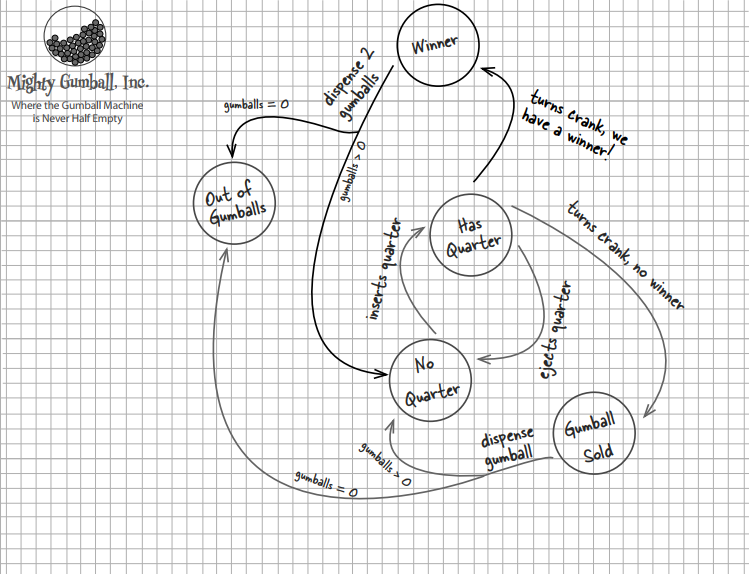 Mighty Gumball, Inc.
Where the Gumball Machine
is Never Half Empty
Winner
dispense 2
gumballs
gumballs = 0
turns crank, we
have a winner!
gumballs > 0
Out of
Gumballs
Has
Quarter
inserts quarter
turns crank, no winner
ejects quarter
No
Quarter
Gumball
Sold
dispense
gumball
gumballs > 0
gumballs = 0